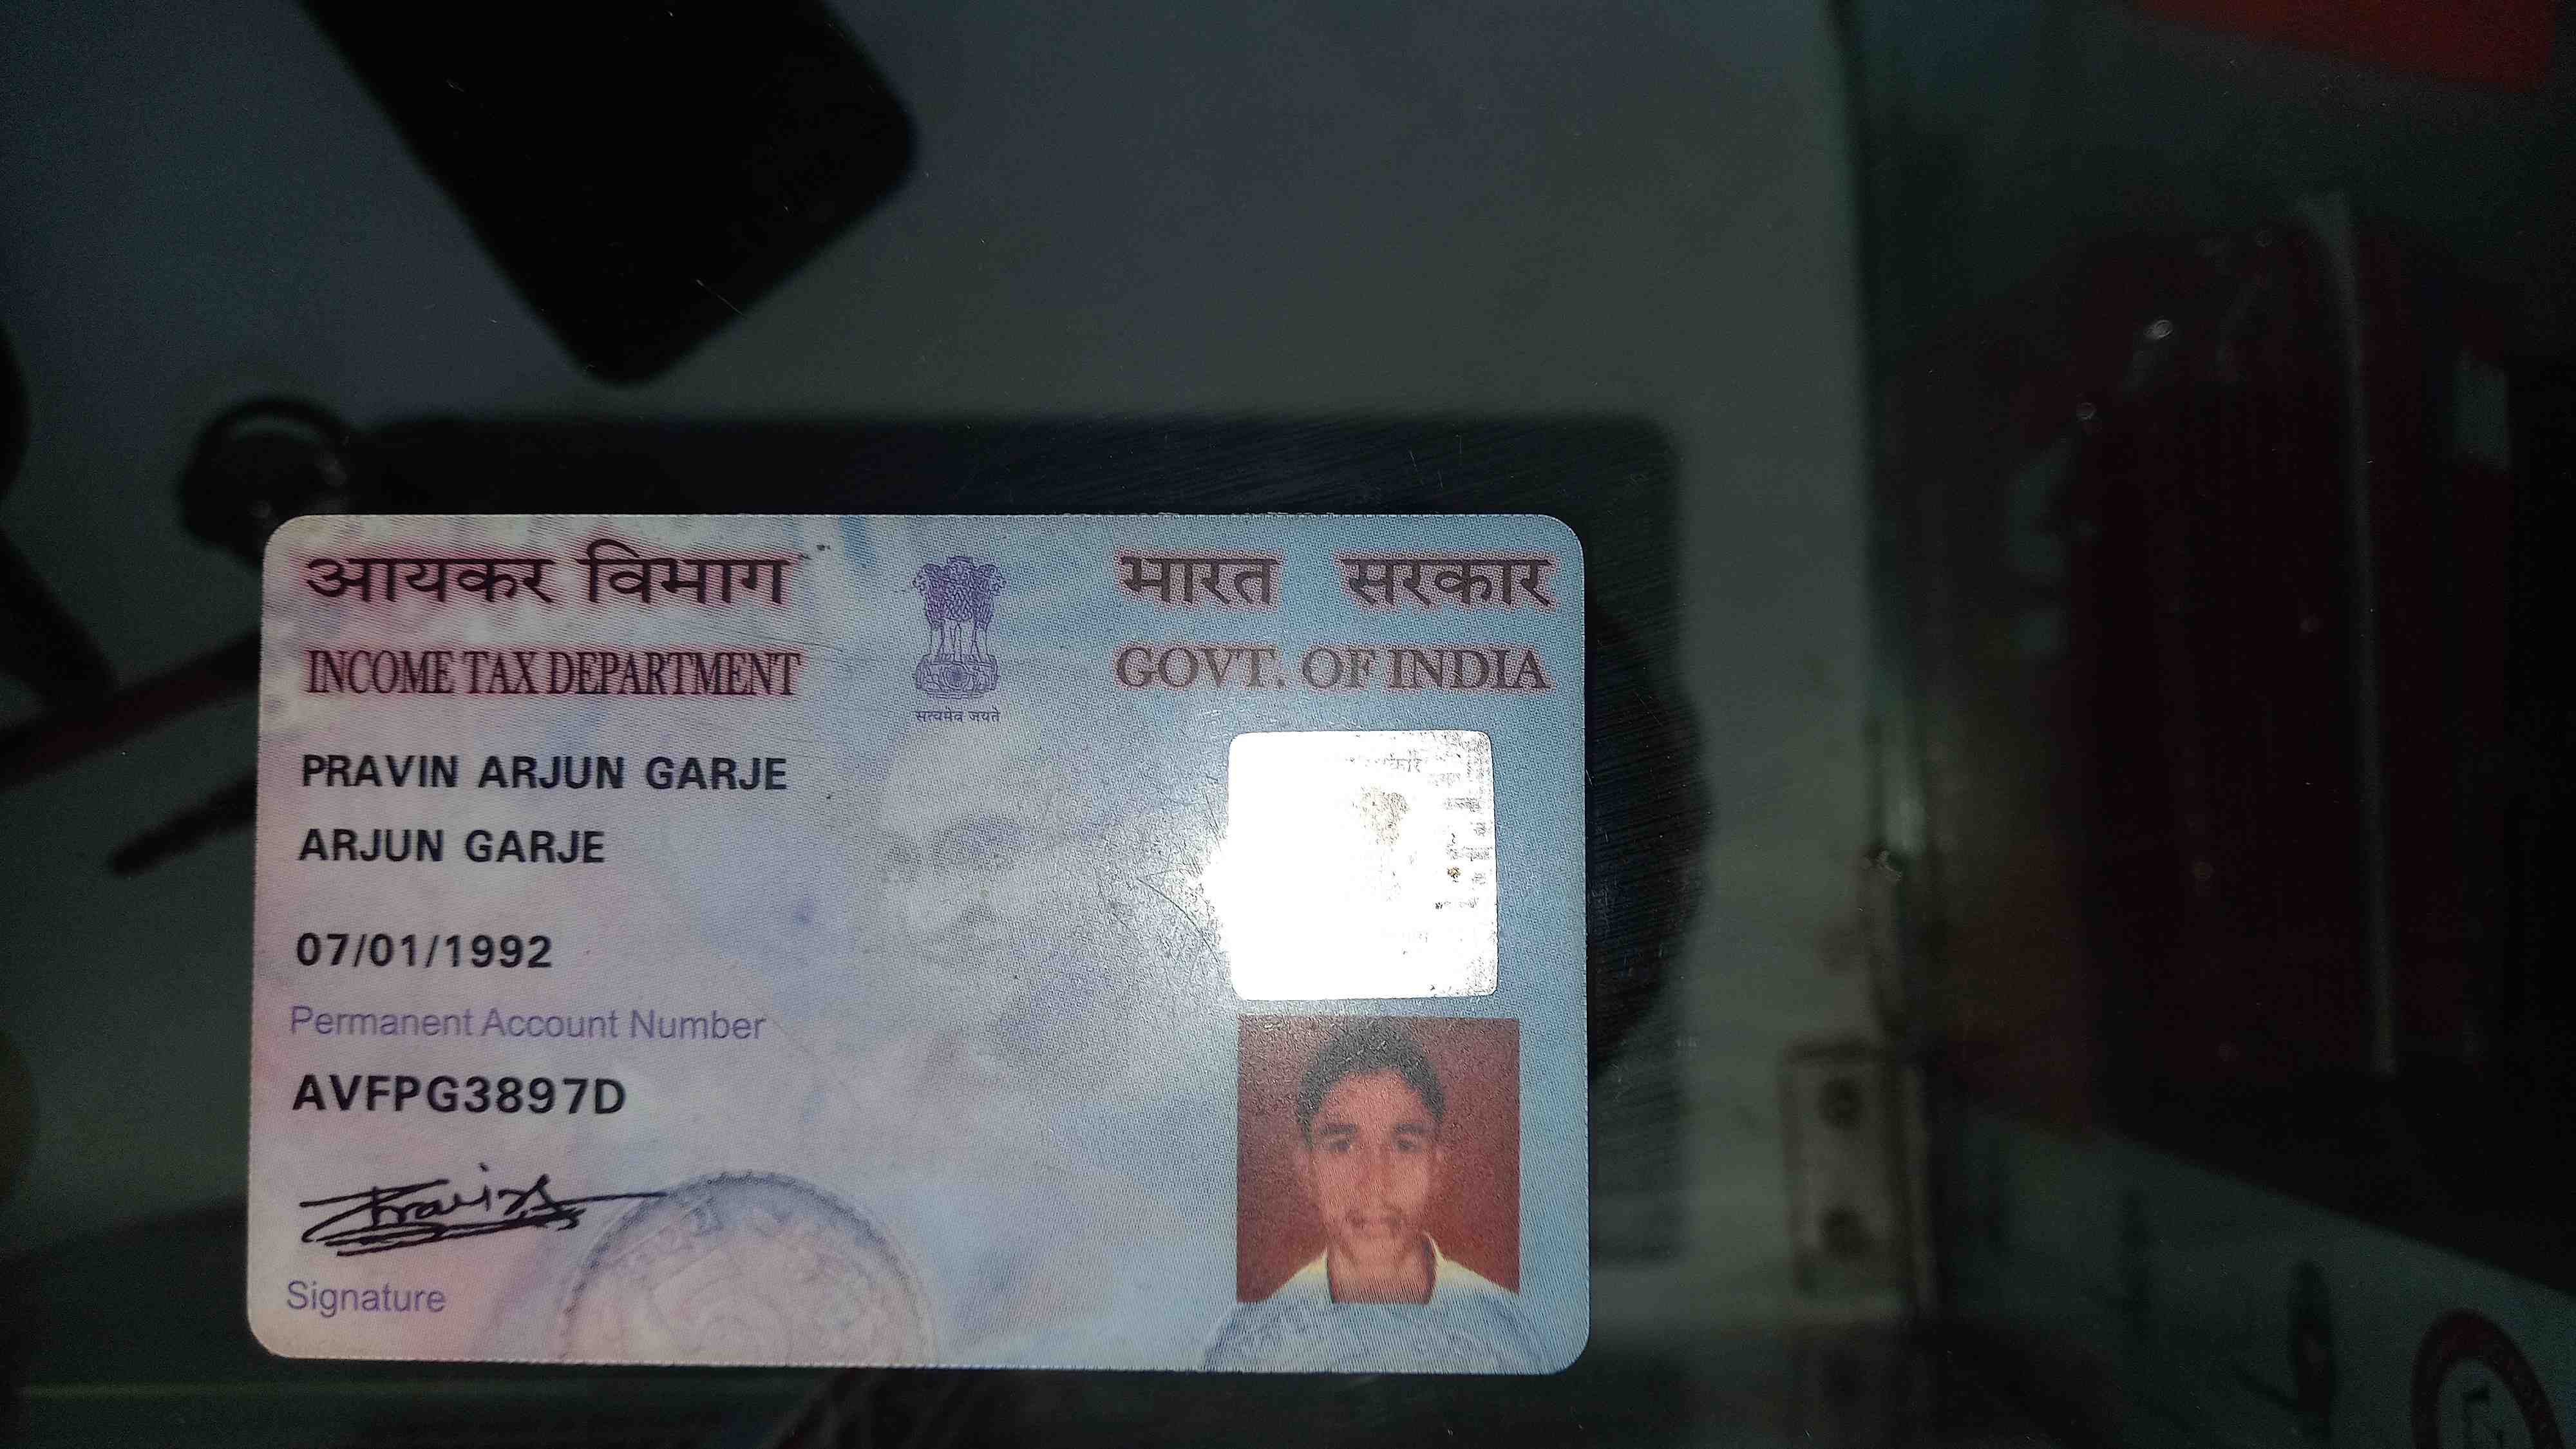 आयकर विभाग
भारत सरकार
INCOME TAX DEPARTMENT
GOVT. OF INDIA
सत्यमेव जयते
PRAVIN ARJUN GARJE
ARJUN GARJE
07/01/1992
Permanent Account Number
AVFPG3897D
Signature